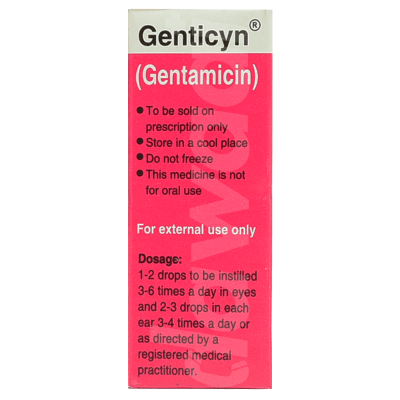 Genticyn®
(Gentamicin)
• To be sold on
prescription only
• Store in a cool place
• Do not freeze
• This medicine is not
for oral use
For external use only
Dosage:
1-2 drops to be instilled
3-6 times a day in eyes
and 2-3 drops in each
ear 3-4 times a day or
as directed by a
registered medical
practitioner.
dawaai